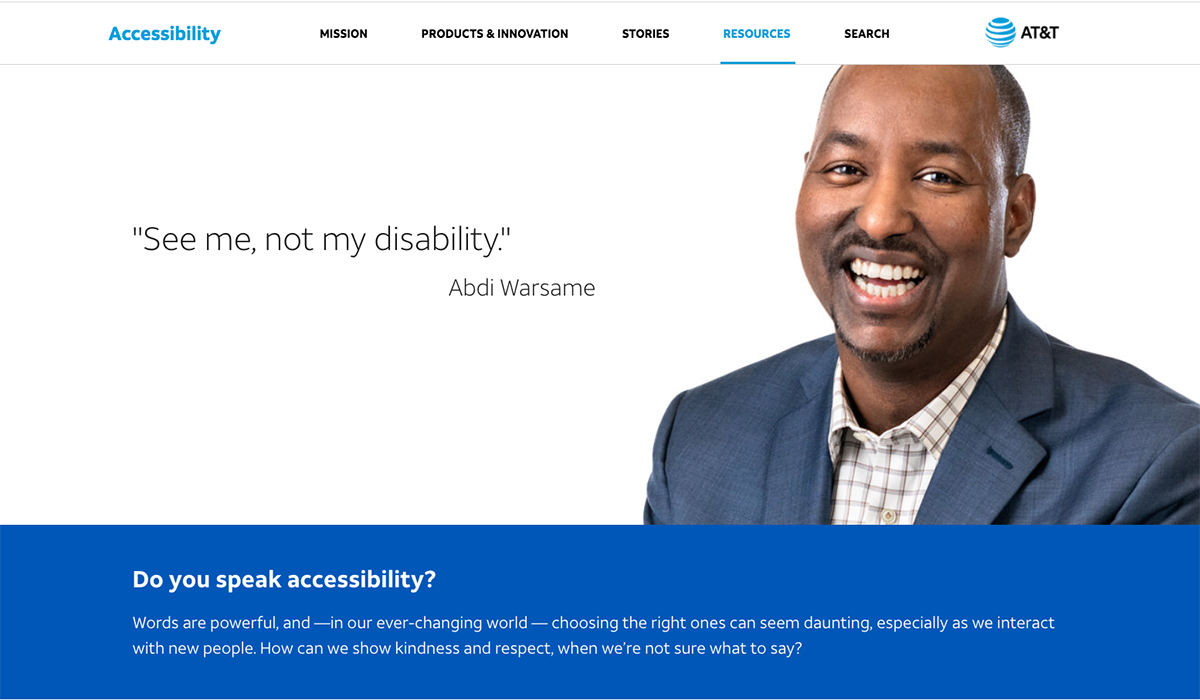 Accessibility MISSION PRODUCTS & INNOVATION STORIES RESOURCES SEARCH AT&T
"See me, not my disability."
Abdi Warsame
Do you speak accessibility?
Words are powerful, and —in our ever-changing world — choosing the right ones can seem daunting, especially as we interact
with new people. How can we show kindness and respect, when we're not sure what to say?